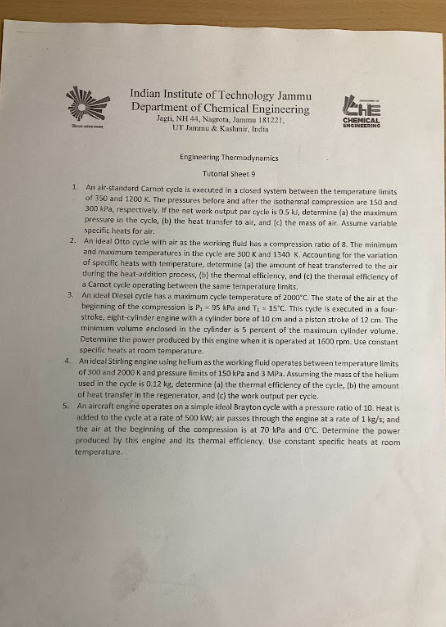 Indian Institute of Technology Jammu
Department of Chemical Engineering
Jagti, NH 44, Nagrota, Jammu 181221,
UT Jammu & Kashmir, India
CHE
CHEMICAL
ENGINEERING
Engineering Thermodynamics
Tutorial Sheet 9
1. An air-standard Carnot cycle is executed in a closed system between the temperature limits
of 350 and 1200 K. The pressures before and after the isothermal compression are 150 and
300 kPa, respectively. If the net work output per cycle is 0.5 kJ, determine (a) the maximum
pressure in the cycle, (b) the heat transfer to air, and (c) the mass of air. Assume variable
specific heats for air.
2. An ideal Otto cycle with air as the working fluid has a compression ratio of 8. The minimum
and maximum temperatures in the cycle are 300 K and 1340 K. Accounting for the variation
of specific heats with temperature, determine (a) the amount of heat transferred to the air
during the heat-addition process, (b) the thermal efficiency, and (c) the thermal efficiency of
a Carnot cycle operating between the same temperature limits.
3. An ideal Diesel cycle has a maximum cycle temperature of 2000°C. The state of the air at the
beginning of the compression is P₁ = 95 kPa and T₁ = 15°C. This cycle is executed in a four-
stroke, eight-cylinder engine with a cylinder bore of 10 cm and a piston stroke of 12 cm. The
minimum volume enclosed in the cylinder is 5 percent of the maximum cylinder volume.
Determine the power produced by this engine when it is operated at 1600 rpm. Use constant
specific heats at room temperature.
4. An ideal Stirling engine using helium as the working fluid operates between temperature limits
of 300 and 2000 K and pressure limits of 150 kPa and 3 MPa. Assuming the mass of the helium
used in the cycle is 0.12 kg, determine (a) the thermal efficiency of the cycle, (b) the amount
of heat transfer in the regenerator, and (c) the work output per cycle.
5. An aircraft engine operates on a simple ideal Brayton cycle with a pressure ratio of 10. Heat is
added to the cycle at a rate of 500 kW; air passes through the engine at a rate of 1 kg/s; and
the air at the beginning of the compression is at 70 kPa and 0°C. Determine the power
produced by this engine and its thermal efficiency. Use constant specific heats at room
temperature.